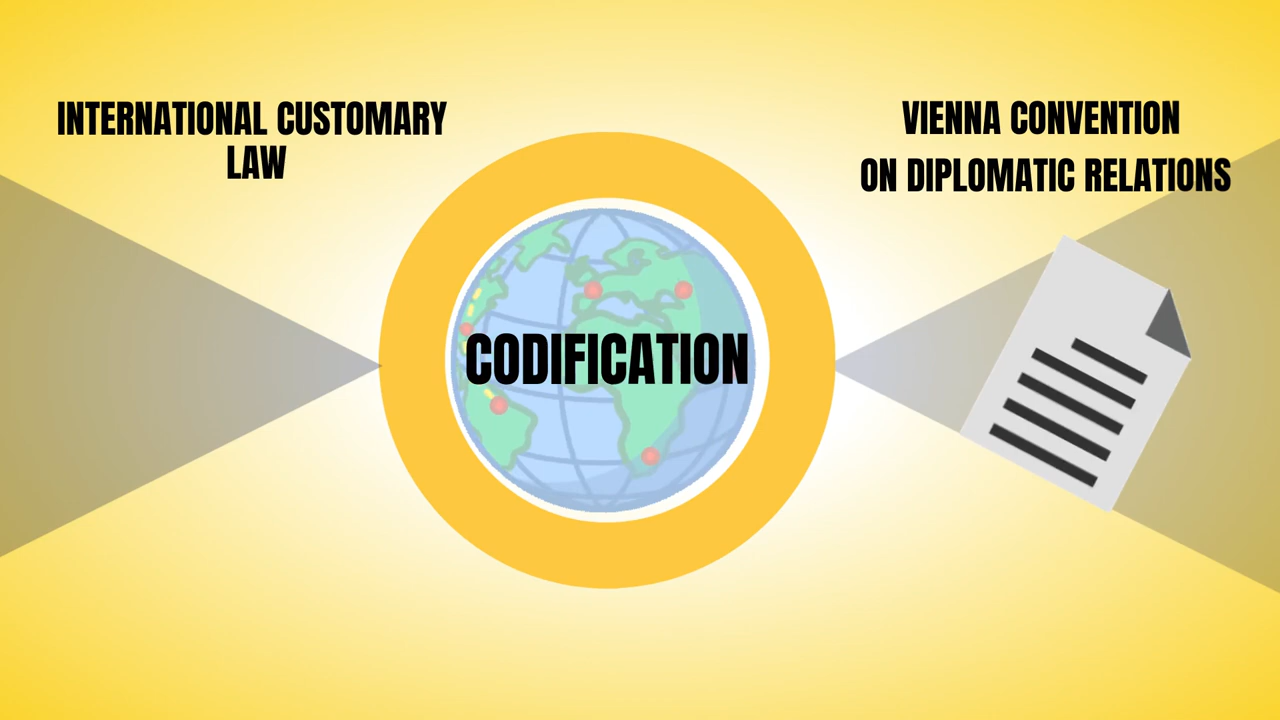 INTERNATIONAL CUSTOMARY
LAW
VIENNA CONVENTION
ON DIPLOMATIC RELATIONS
CODIFICATION